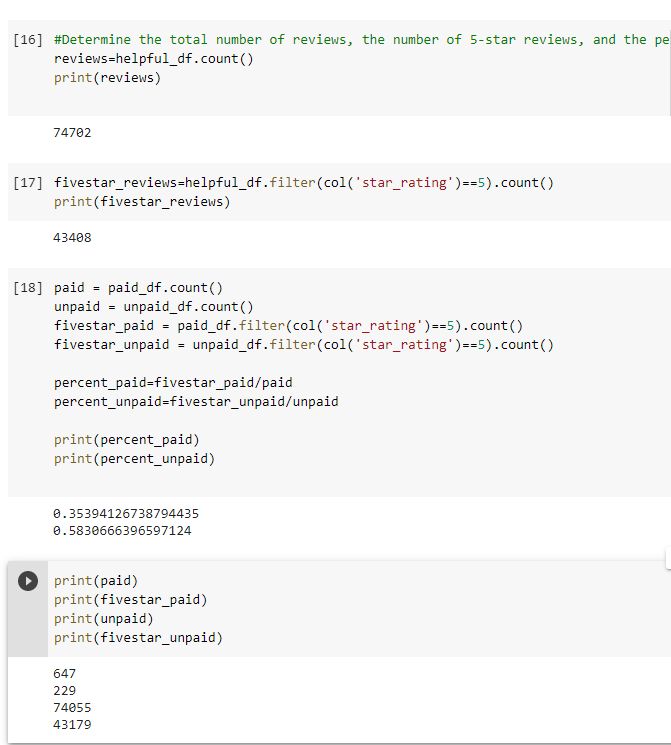 [16] #Determine the total number of reviews, the number of 5-star reviews, and the pe
reviews=helpful_df.count()
print(reviews)
74702
[17] fivestar_reviews=helpful_df.filter(col('star_rating')==5).count()
print(fivestar_reviews)
43408
[18] paid = paid_df.count()
unpaid = unpaid_df.count()
fivestar_paid = paid_df.filter(col('star_rating')==5).count()
fivestar_unpaid = unpaid_df.filter(col('star_rating')==5).count()
percent_paid=fivestar_paid/paid
percent_unpaid=fivestar_unpaid/unpaid
print(percent_paid)
print(percent_unpaid)
0.35394126738794435
0.5830666396597124
print(paid)
print(fivestar_paid)
print(unpaid)
print(fivestar_unpaid)
647
229
74055
43179